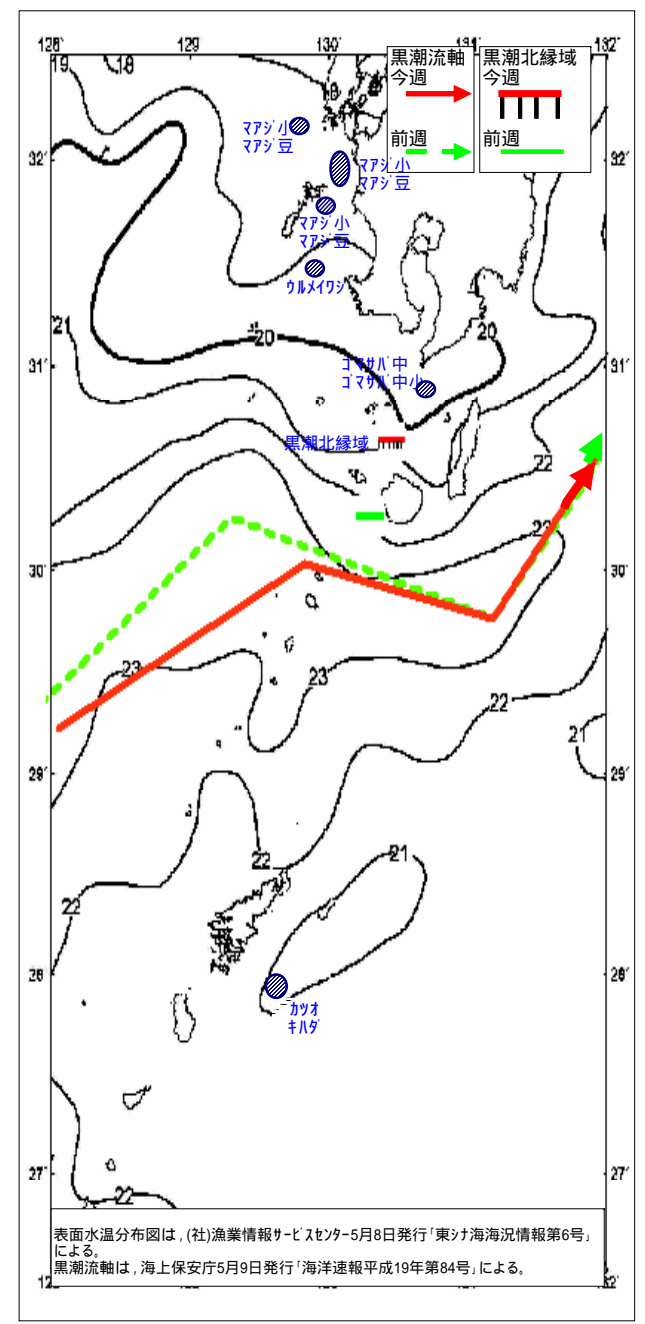 128゜ 129 130 131 132゜
黒潮流軸
今週
前週
黒潮北縁域
今週
前週
19 18
18
マアジ小
マアジ豆
32゜
マアジ小
マアジ豆
マアジ小
マアジ豆
ウルメイワシ
21
20
20
31゜ 31゜
ゴマサバ中
ゴマサバ中小
黒潮北縁域
22
23
30゜ 30゜
23
23
22
21
29゜ 29゜
22
21
22
28゜ 28゜
カツオ
キハダ
27゜ 27゜
22
表面水温分布図は，(社)漁業情報サービスセンター5月8日発行「東シナ海海況情報第6号」
による。
黒潮流軸は，海上保安庁5月9日発行「海洋速報平成19年第84号」による。